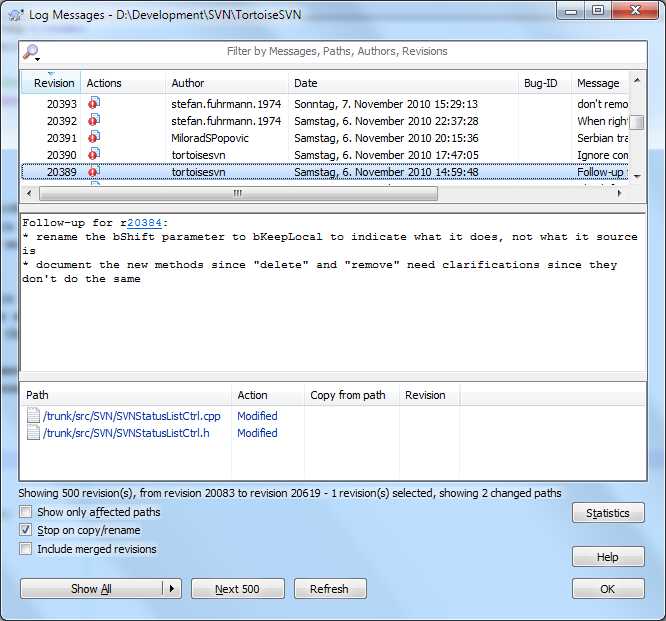 Log Messages - D:\Development\SVN\TortoiseSVN
Filter by Messages, Paths, Authors, Revisions
Revision Actions Author Date Bug-ID Message
20393 stefan.fuhrmann.1974 Sonntag, 7. November 2010 15:29:13 don't remo
20392 stefan.fuhrmann.1974 Samstag, 6. November 2010 22:37:28 When right
20391 MiloradSPopovic Samstag, 6. November 2010 20:15:36 Serbian tra
20390 tortoisesvn Samstag, 6. November 2010 17:47:05 Ignore com
20389 tortoisesvn Samstag, 6. November 2010 14:59:48 Follow-up
Follow-up for r20384:
* rename the bShift parameter to bKeepLocal to indicate what it does, not what it source
is
* document the new methods since "delete" and "remove" need clarifications since they
don't do the same
Path Action Copy from path Revision
/trunk/src/SVN/SVNStatusListCtrl.cpp Modified
/trunk/src/SVN/SVNStatusListCtrl.h Modified
Showing 500 revision(s), from revision 20083 to revision 20619 - 1 revision(s) selected, showing 2 changed paths
Show only affected paths
Statistics
Stop on copy/rename
Include merged revisions
Help
Show All Next 500 Refresh OK